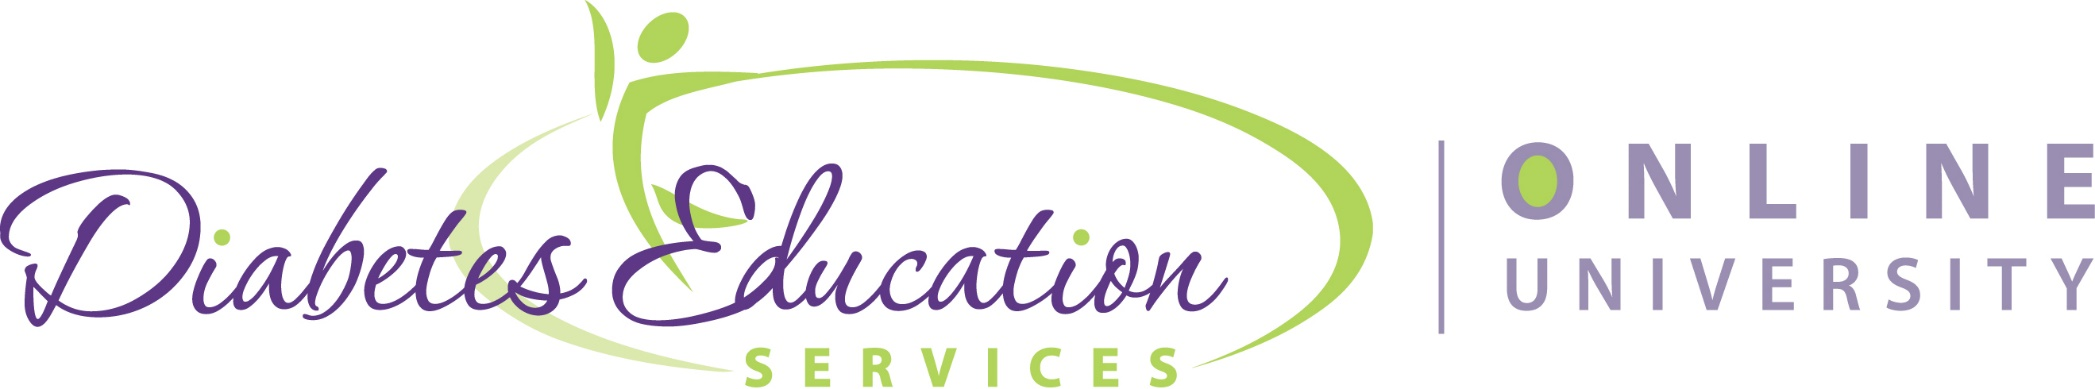 Diabetes Education
SERVICES
ONLINE
UNIVERSITY